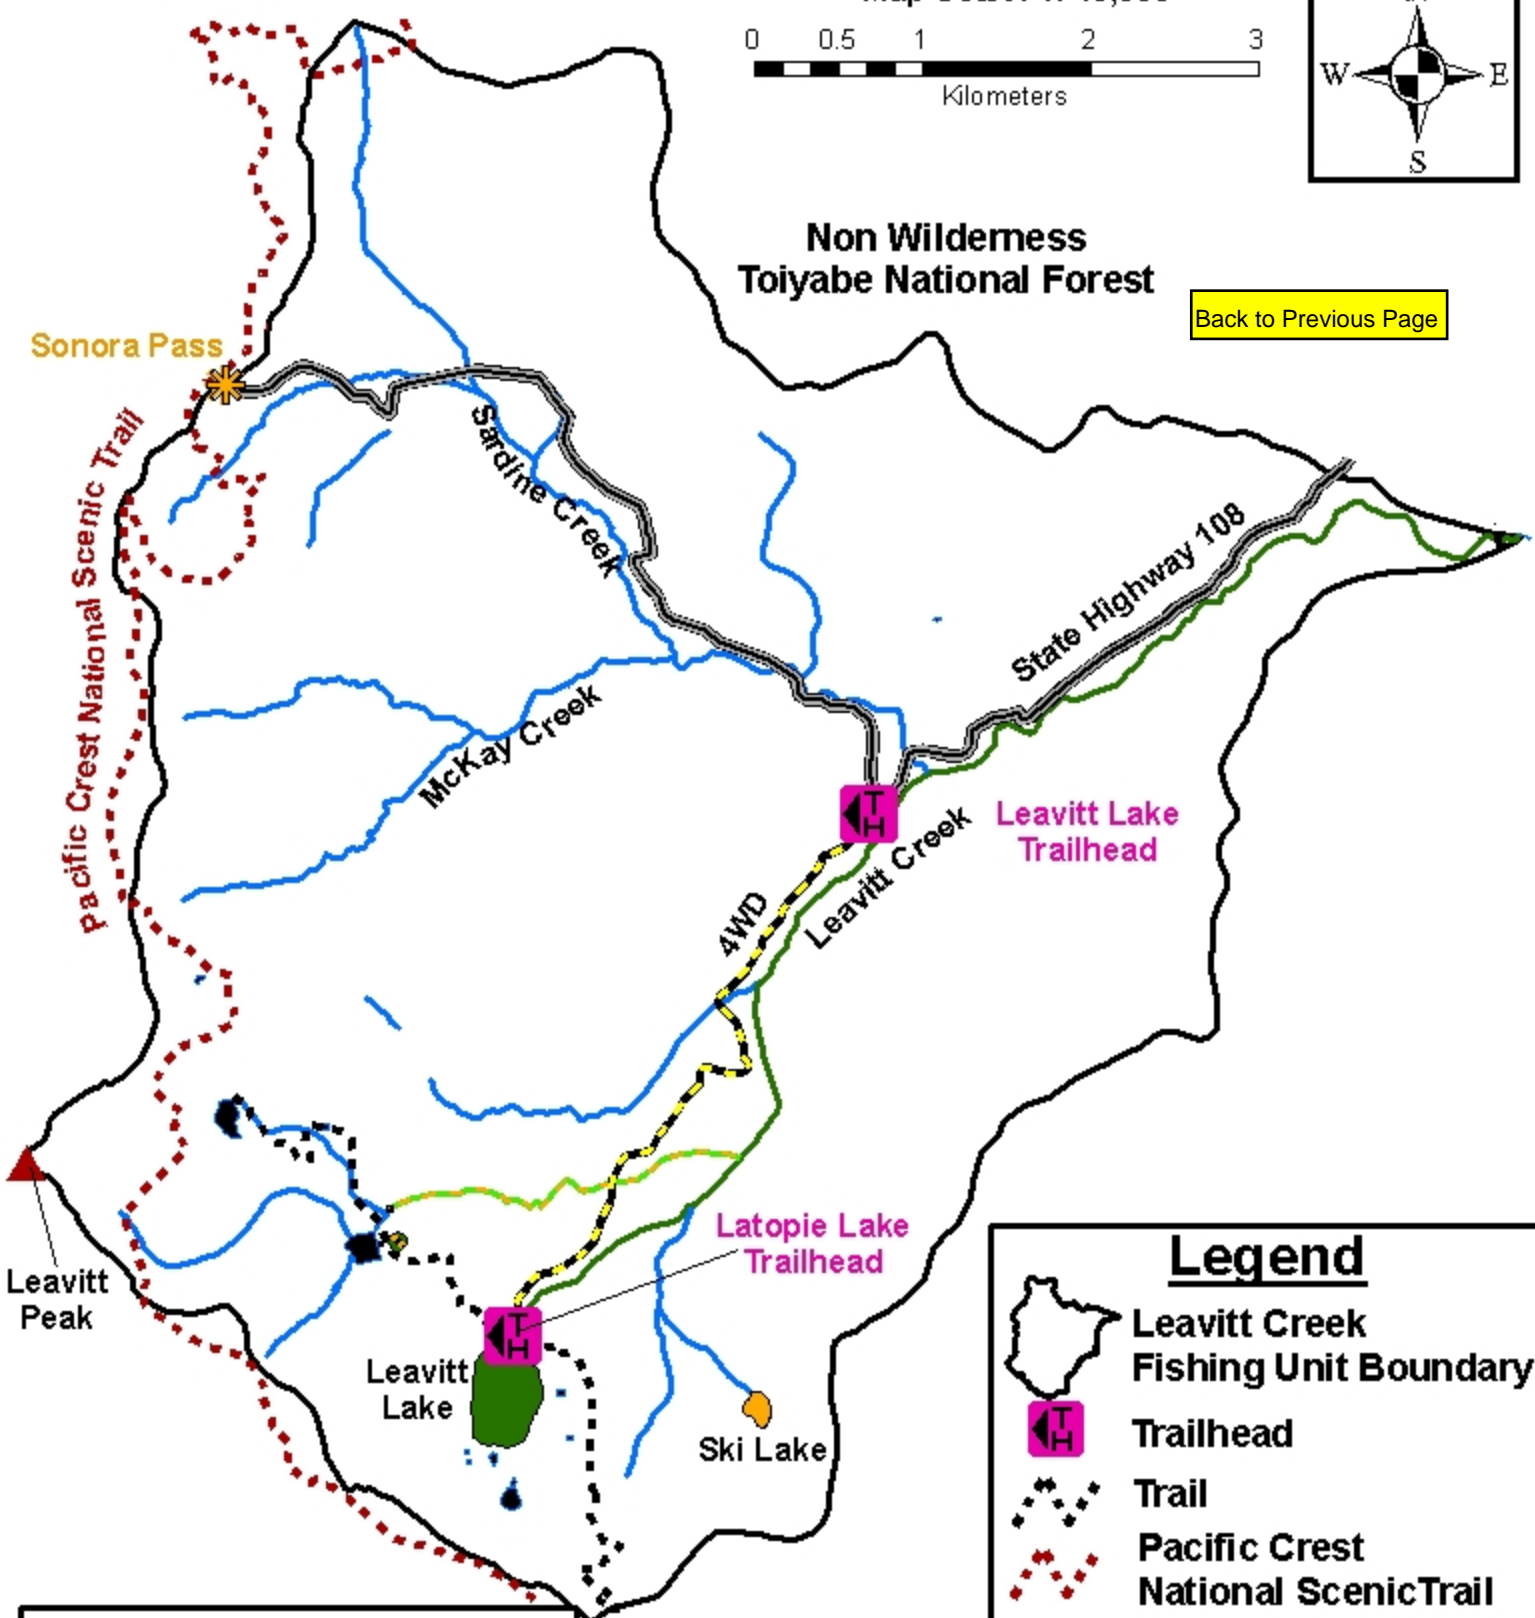 0 0.5 1 2 3
Kilometers
W E
S
Non Wilderness
Toiyabe National Forest
Back to Previous Page
Sonora Pass
Pacific Crest National Scenic Trail
Sardine Creek
State Highway 108
McKay Creek
Leavitt Lake
Trailhead
T
H
Leavitt Creek
4WD
Latopie Lake
Trailhead
Leavitt
Peak
T
H
Leavitt
Lake
Ski Lake
Legend
Leavitt Creek
Fishing Unit Boundary
T
H
Trailhead
Trail
Pacific Crest
National ScenicTrail